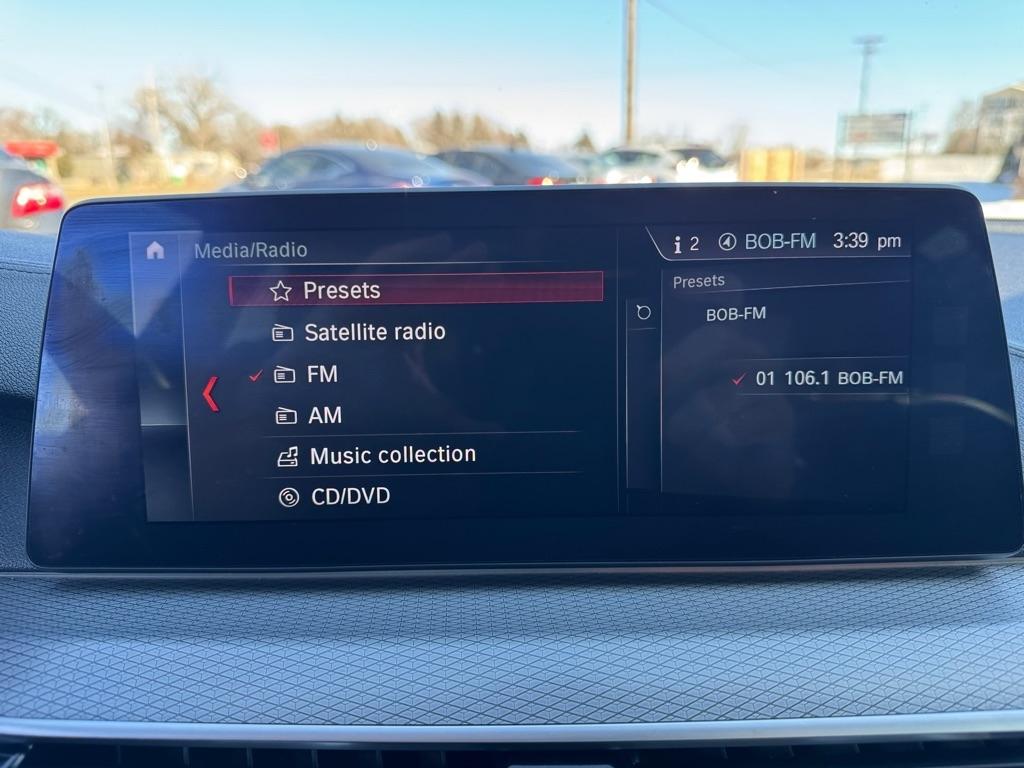 Media/Radio
Presets
Satellite radio
FM
AM
Music collection
CD/DVD
i 2 BOB-FM 3:39 pm
Presets
BOB-FM
01 106.1 BOB-FM